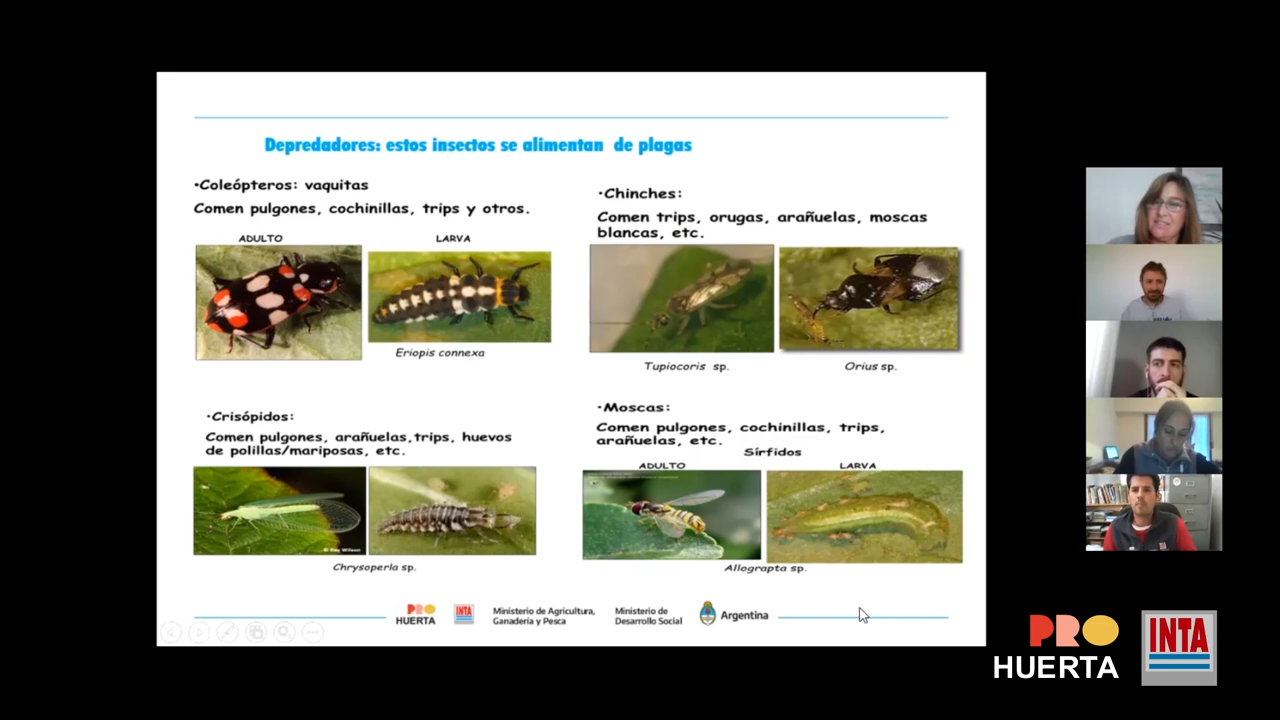 Depredadores: estos insectos se alimentan de plagas
•Coleópteros: vaquitas
Comen pulgones, cochinillas, trips y otros.
ADULTO
LARVA
Eriopis connexa
•Chinches:
Comen trips, orugas, arañuelas, moscas
blancas, etc.
Tupiocoris sp.
Orius sp.
•Crisópidos:
Comen pulgones, arañuelas,trips, huevos
de polillas/mariposas, etc.
Chrysoperla sp.
•Moscas:
Comen pulgones, cochinillas, trips,
arañuelas, etc.
Sírfidos
ADULTO
LARVA
Allograpta sp.
PRO
HUERTA
INTA
Ministerio de Agricultura,
Ganadería y Pesca
Ministerio de
Desarrollo Social
Argentina
PRO
HUERTA
INTA